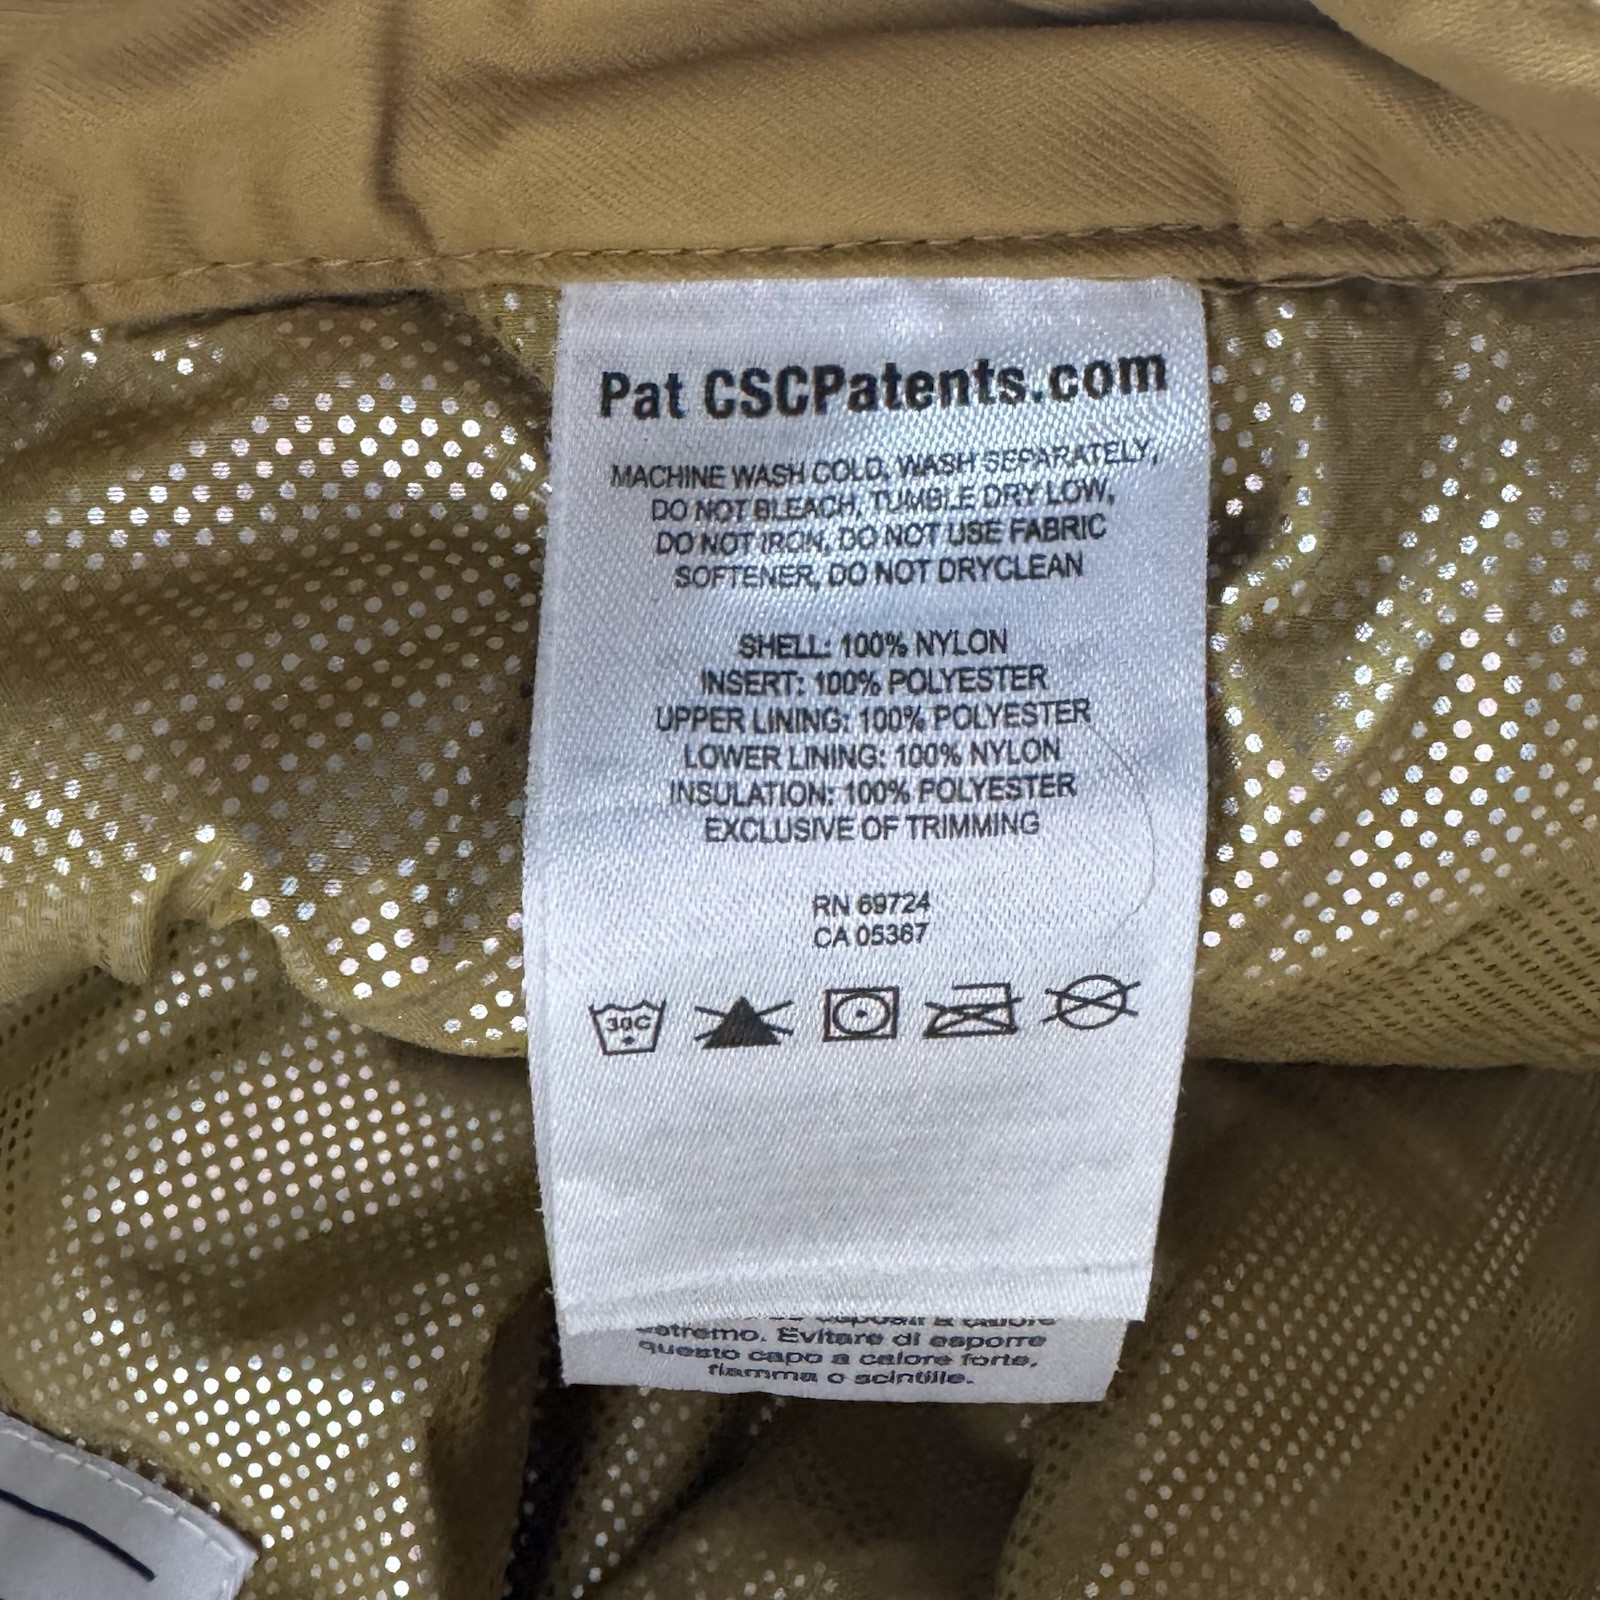 Pat CSCPatents.com
MACHINE WASH COLD, WASH SEPARATELY,
DO NOT BLEACH, TUMBLE DRY LOW,
DO NOT IRON, DO NOT USE FABRIC
SOFTENER, DO NOT DRYCLEAN
SHELL: 100% NYLON
INSERT: 100% POLYESTER
UPPER LINING: 100% POLYESTER
LOWER LINING: 100% NYLON
INSULATION: 100% POLYESTER
EXCLUSIVE OF TRIMMING
RN 69724
CA 05367
30C
estremo. Evitare di esporre
questo capo a calore forte,
fiamma o scintille.